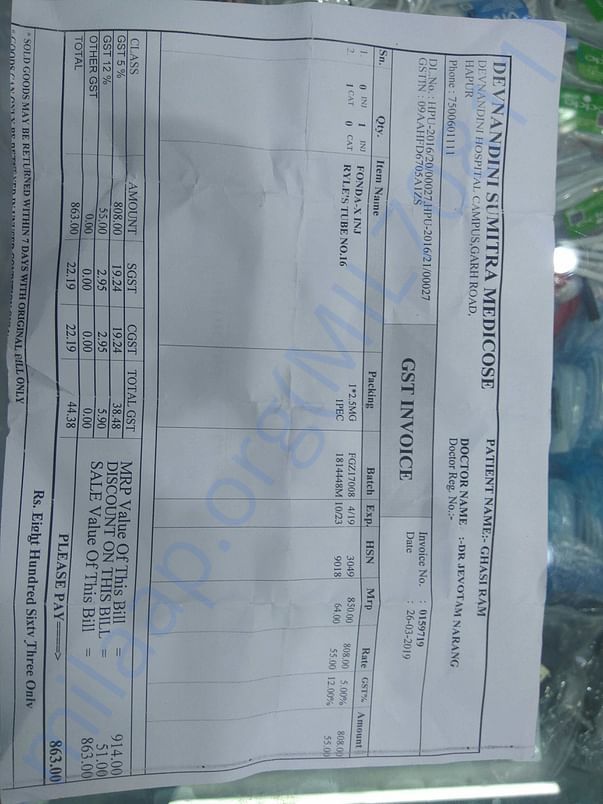 DEVNANDINI SUMITRA MEDICOSE
DEVNANDINI HOSPITAL CAMPUS,GARH ROAD,
HAPUR
Phone : 7500601111
DL.No.: HPU-2016/20/00027,HPU-2016/21/00027
GSTIN : 09AAHFD6705A1ZS
PATIENT NAME:- GHASI RAM
DOCTOR NAME :-DR JEVOTAM NARANG
Doctor Reg. No.:-
GST INVOICE
Invoice No. : 0159719
Date : 26-03-2019
Sn. Qty. Item Name Packing Batch Exp. HSN Mrp Rate GST% Amount
1. 0 INJ 1 INJ FONDA-X INJ 1*2.5MG FGZ17008 4/19 3049 850.00 808.00 5.00% 808.00
2. 1 CAT 0 CAT RYLE'S TUBE NO.16 1PEC 1814448M 10/23 9018 64.00 55.00 12.00% 55.00
CLASS AMOUNT SGST CGST TOTAL GST
GST 5 % 808.00 19.24 19.24 38.48
GST 12 % 55.00 2.95 2.95 5.90
OTHER GST 0.00 0.00 0.00 0.00
TOTAL 863.00 22.19 22.19 44.38
MRP Value Of This Bill = 914.00
DISCOUNT ON THIS BILL = 51.00
SALE Value Of This Bill = 863.00
PLEASE PAY ====> 863.00
Rs. Eight Hundred Sixty Three Only
* SOLD GOODS MAY BE RETURNED WITHIN 7 DAYS WITH ORIGINAL BILL ONLY